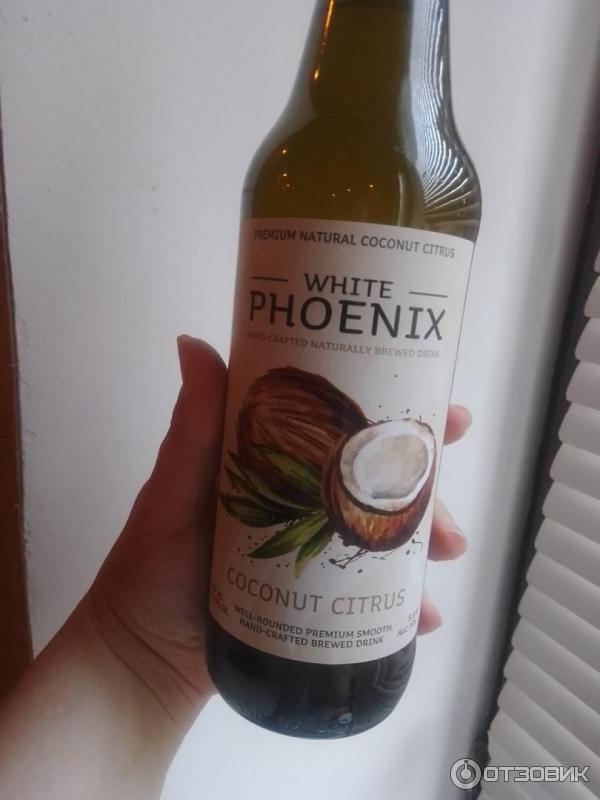 PREMIUM NATURAL COCONUT CITRUS
WHITE
PHOENIX
HAND-CRAFTED NATURALLY BREWED DRINK
COCONUT CITRUS
WELL-ROUNDED PREMIUM SMOOTH
HAND-CRAFTED BREWED DRINK
ALC
ОТЗОВИК